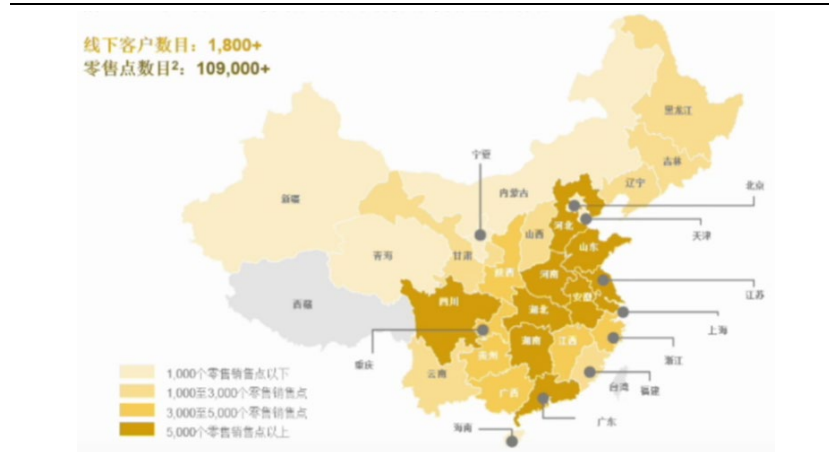 线下客户数目：1,800+
零售点数目²：109,000+
黑龙江
吉林
宁夏
辽宁
北京
内蒙古
新疆
河北
天津
山西
山东
青海
甘肃
陕西
河南
江苏
西藏
四川
安徽
湖北
上海
重庆
湖南
江西
浙江
贵州
云南
台湾
福建
广西
广东
海南
1,000个零售销售点以下
1,000至3,000个零售销售点
3,000至5,000个零售销售点
5,000个零售销售点以上